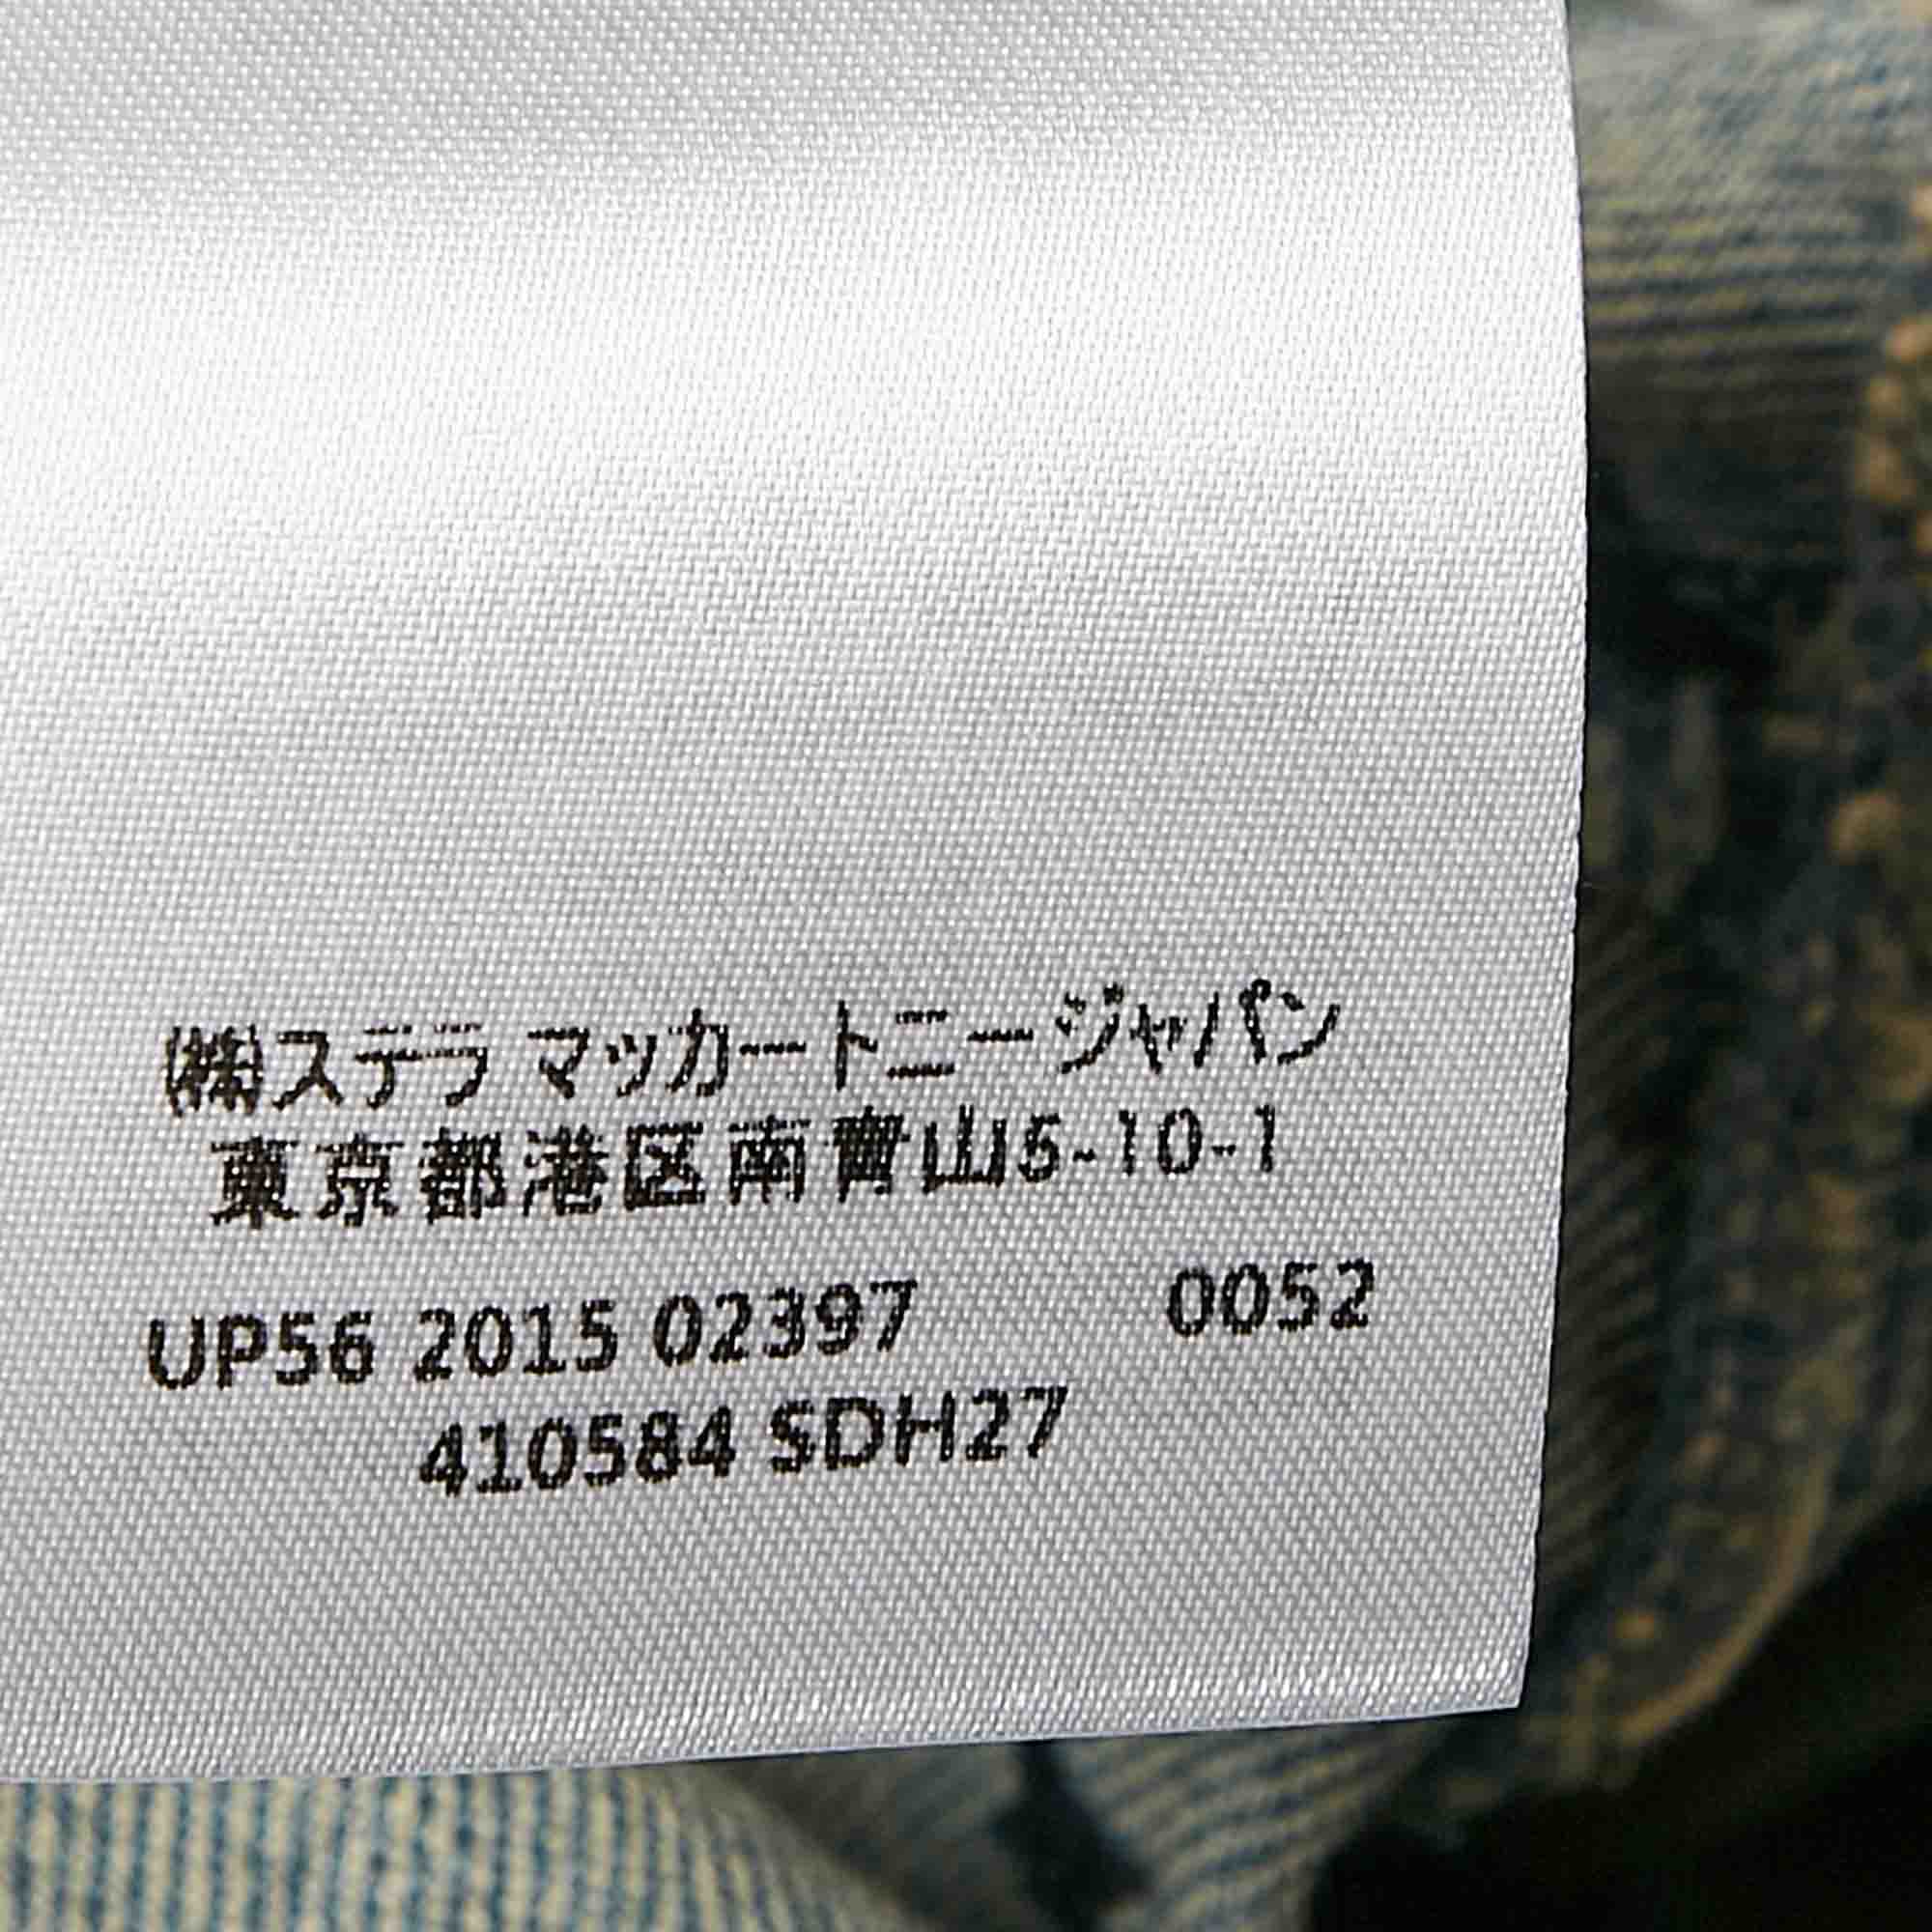 ㈱ステラ マッカートニージャパン
東京都港区南青山5-10-1
UP56 2015 02397 0052
410584 SDH27